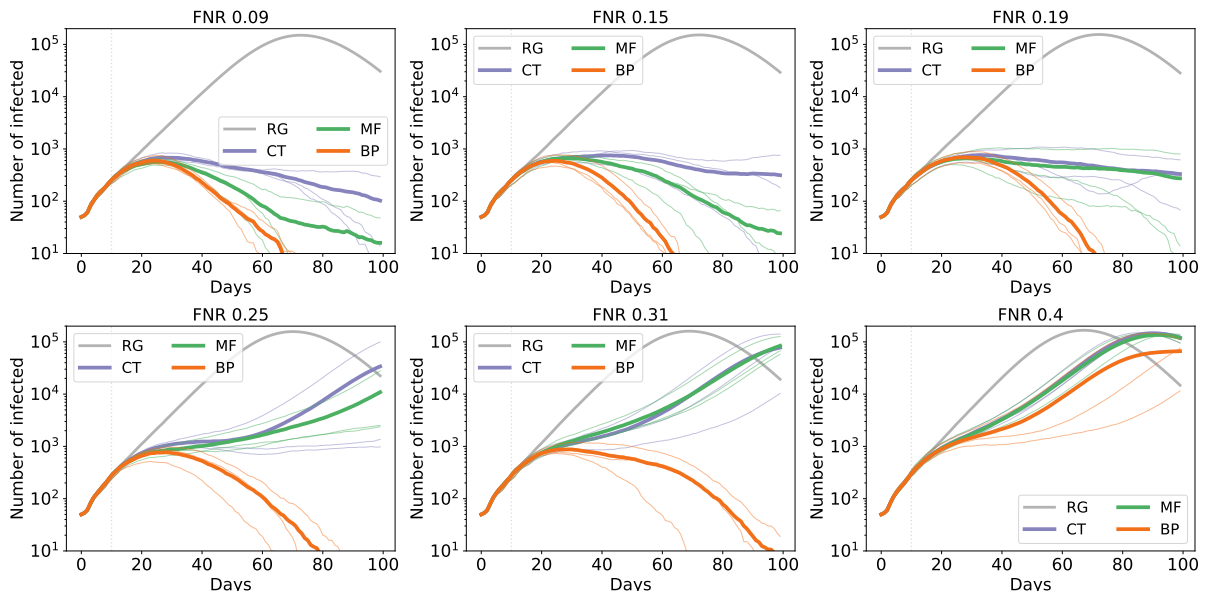 FNR 0.09
Number of infected
10^5
10^4
10^3
10^2
10^1
RG MF
CT BP
0 20 40 60 80 100
Days
FNR 0.15
Number of infected
10^5
10^4
10^3
10^2
10^1
RG MF
CT BP
0 20 40 60 80 100
Days
FNR 0.19
Number of infected
10^5
10^4
10^3
10^2
10^1
RG MF
CT BP
0 20 40 60 80 100
Days
FNR 0.25
Number of infected
10^5
10^4
10^3
10^2
10^1
RG MF
CT BP
0 20 40 60 80 100
Days
FNR 0.31
Number of infected
10^5
10^4
10^3
10^2
10^1
RG MF
CT BP
0 20 40 60 80 100
Days
FNR 0.4
Number of infected
10^5
10^4
10^3
10^2
10^1
RG MF
CT BP
0 20 40 60 80 100
Days